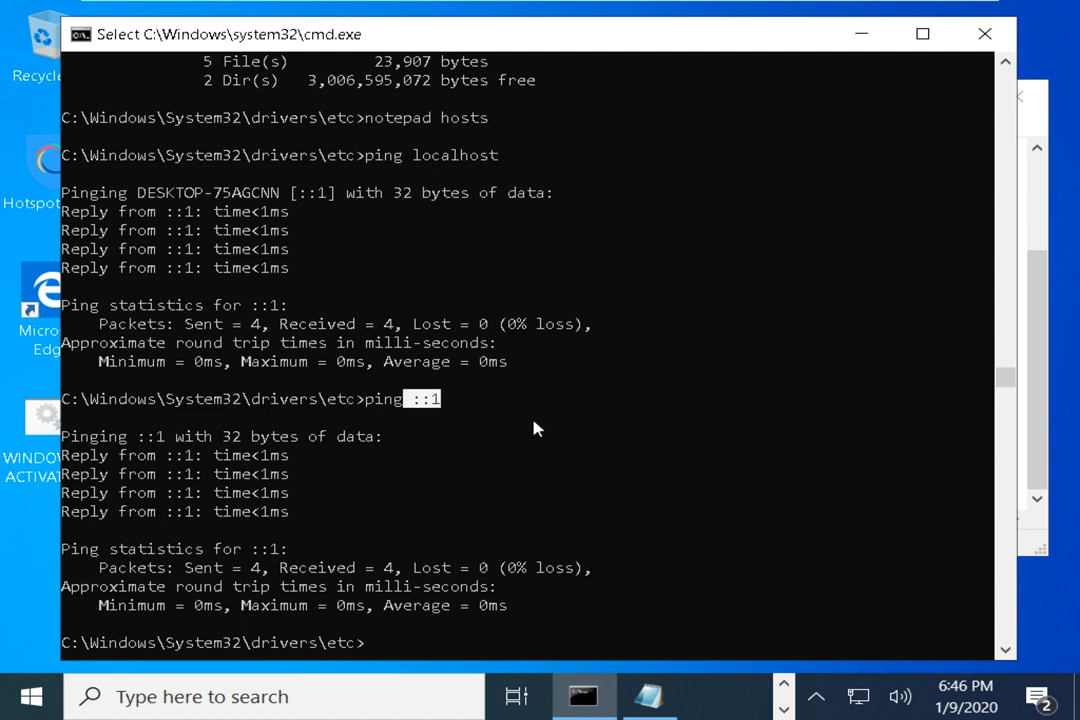 Select C:\Windows\system32\cmd.exe
5 File(s) 23,907 bytes
2 Dir(s) 3,006,595,072 bytes free
C:\Windows\System32\drivers\etc>notepad hosts
C:\Windows\System32\drivers\etc>ping localhost
Pinging DESKTOP-75AGCNN [::1] with 32 bytes of data:
Reply from ::1: time<1ms
Reply from ::1: time<1ms
Reply from ::1: time<1ms
Reply from ::1: time<1ms
Ping statistics for ::1:
Packets: Sent = 4, Received = 4, Lost = 0 (0% loss),
Approximate round trip times in milli-seconds:
Minimum = 0ms, Maximum = 0ms, Average = 0ms
C:\Windows\System32\drivers\etc>ping ::1
Pinging ::1 with 32 bytes of data:
Reply from ::1: time<1ms
Reply from ::1: time<1ms
Reply from ::1: time<1ms
Reply from ::1: time<1ms
Ping statistics for ::1:
Packets: Sent = 4, Received = 4, Lost = 0 (0% loss),
Approximate round trip times in milli-seconds:
Minimum = 0ms, Maximum = 0ms, Average = 0ms
C:\Windows\System32\drivers\etc>
Recycle
Hotspot
Micro
Edg
WINDO
ACTIVAT
Type here to search
6:46 PM
1/9/2020
2